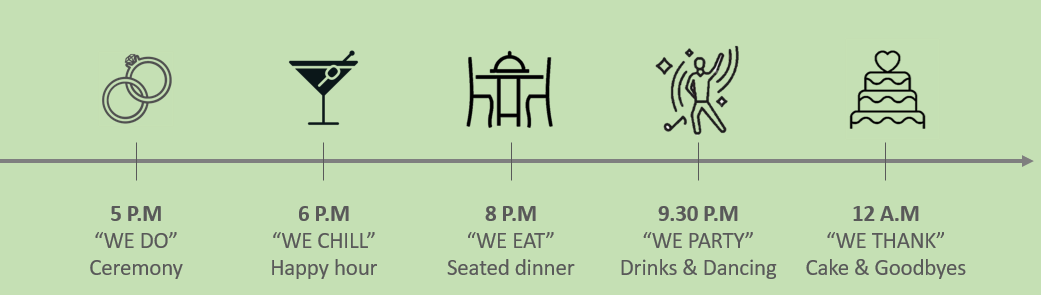 5 P.M
“WE DO”
Ceremony
6 P.M
“WE CHILL”
Happy hour
8 P.M
“WE EAT”
Seated dinner
9.30 P.M
“WE PARTY”
Drinks & Dancing
12 A.M
“WE THANK”
Cake & Goodbyes